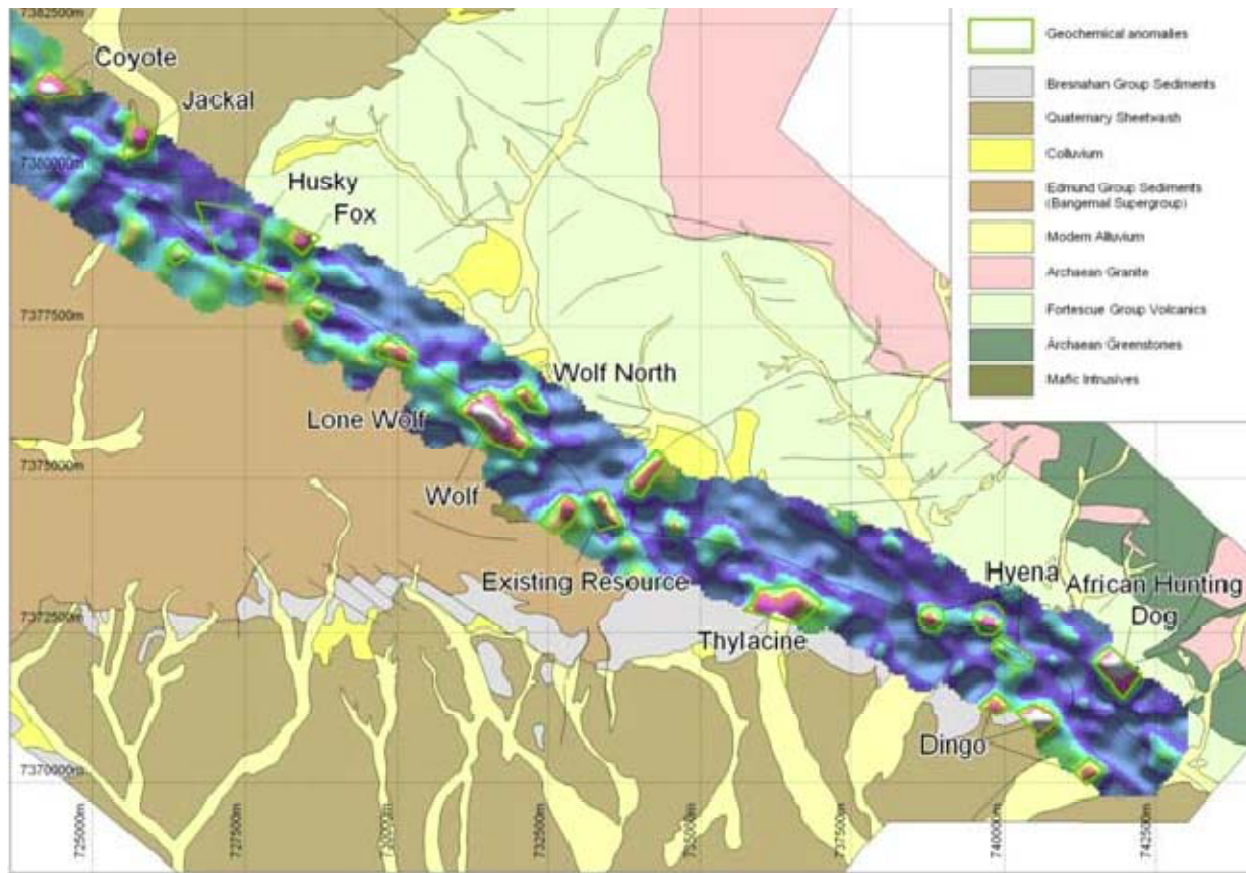 7382500m
Coyote
Jackal
7380000m
Husky
Fox
7377500m
Wolf North
Lone Wolf
7375000m
Wolf
Existing Resource
Hyena
African Hunting
Dog
7372500m
Thylacine
Dingo
7370000m
725000m
727500m
730000m
732500m
735000m
737500m
740000m
742500m
Geochemical anomalies
Bresnahan Group Sediments
Quaternary Sheetwash
Colluvium
Edmund Group Sediments
(Bangemall Supergroup)
Modern Alluvium
Archaean Granite
Fortescue Group Volcanics
Archaean Greenstones
Mafic Intrusives